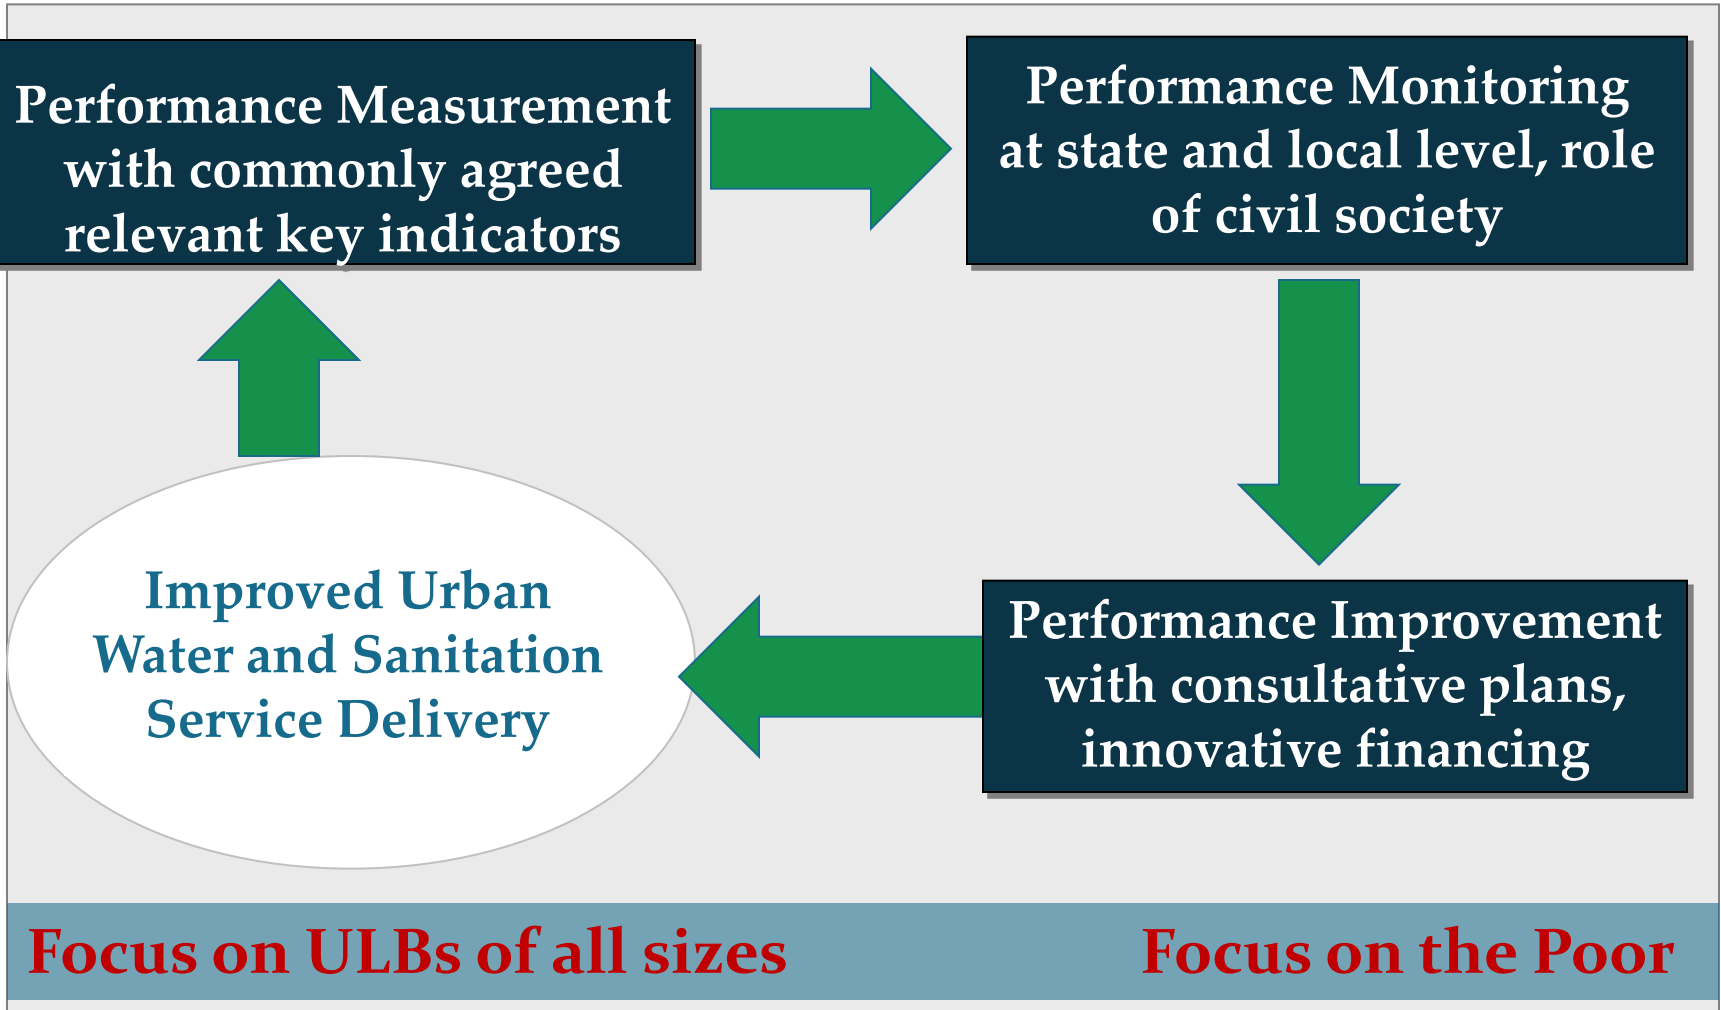 Performance Measurement
with commonly agreed
relevant key indicators
Performance Monitoring
at state and local level, role
of civil society
Improved Urban
Water and Sanitation
Service Delivery
Performance Improvement
with consultative plans,
innovative financing
Focus on ULBs of all sizes
Focus on the Poor